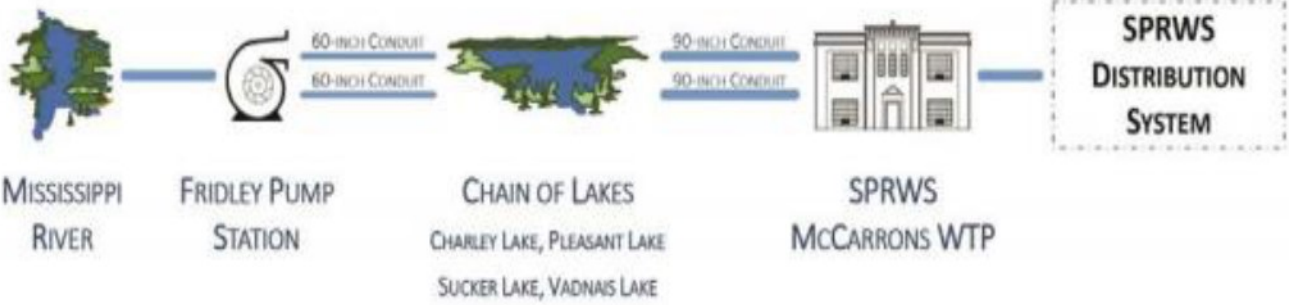 60-INCH CONDUIT
60-INCH CONDUIT
90-INCH CONDUIT
90-INCH CONDUIT
SPRWS
DISTRIBUTION
SYSTEM
MISSISSIPPI
RIVER
FRIDLEY PUMP
STATION
CHAIN OF LAKES
CHARLEY LAKE, PLEASANT LAKE
SUCKER LAKE, VADNAIS LAKE
SPRWS
MCCARRONS WTP